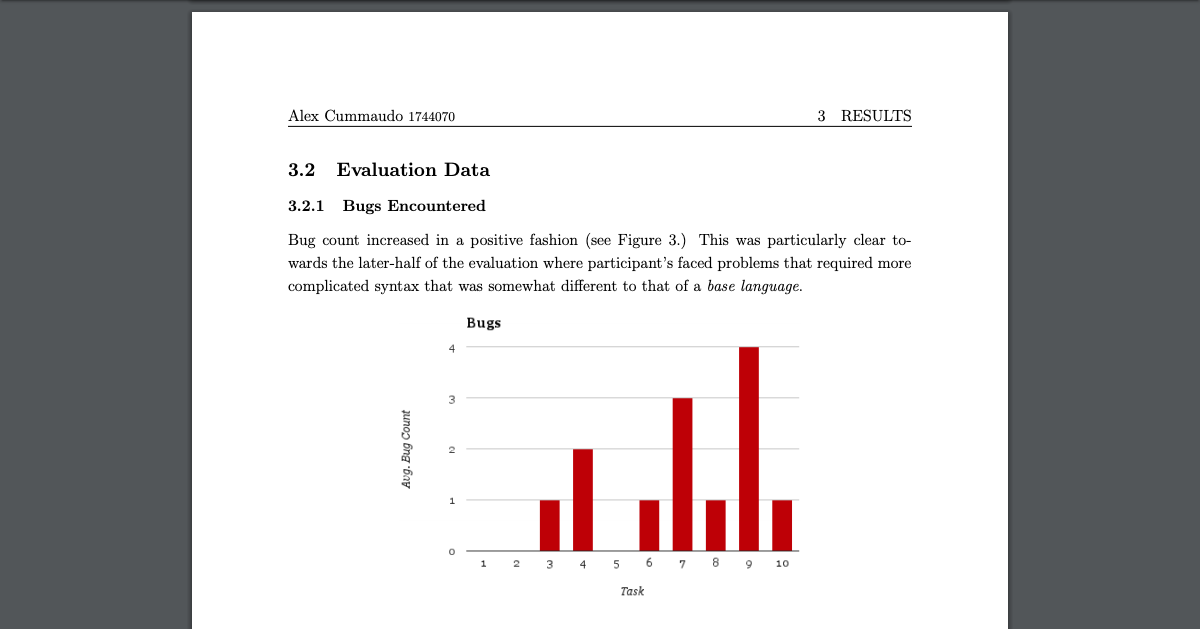 Alex Cummaudo 1744070 3 RESULTS
3.2 Evaluation Data
3.2.1 Bugs Encountered
Bug count increased in a positive fashion (see Figure 3.) This was particularly clear to-
wards the later-half of the evaluation where participant's faced problems that required more
complicated syntax that was somewhat different to that of a base language.
Bugs
4
3
2
1
0
Avg. Bug Count
1 2 3 4 5 6 7 8 9 10
Task